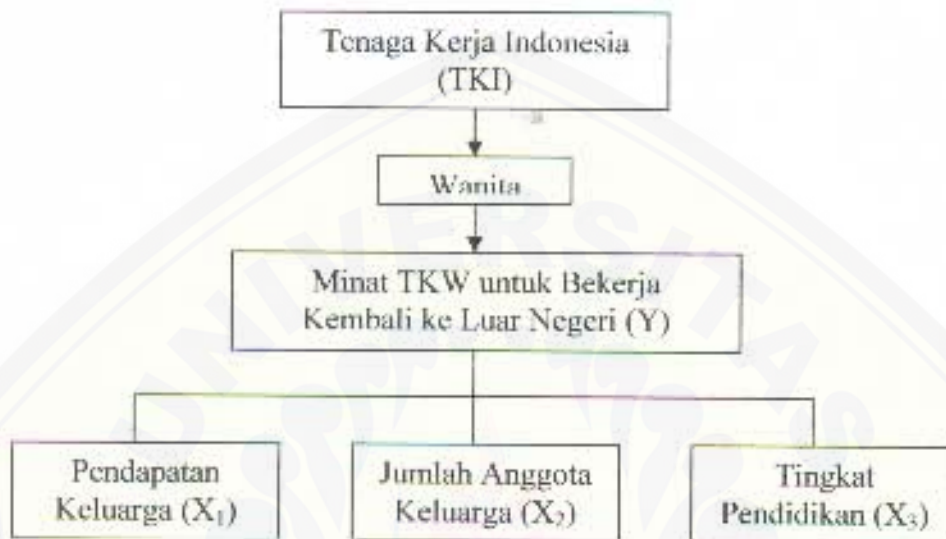 Tenaga Kerja Indonesia
(TKI)
Wanita
Minat TKW untuk Bekerja
Kembali ke Luar Negeri (Y)
Pendapatan
Keluarga (X₁)
Jumlah Anggota
Keluarga (X₂)
Tingkat
Pendidikan (X₃)
UNIVERSITAS